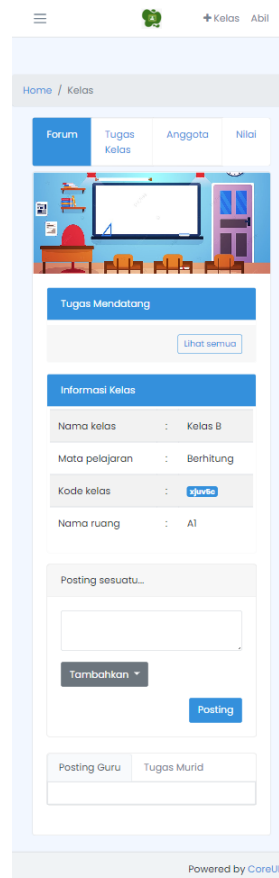 + Kelas Abil
Home / Kelas
Forum
Tugas
Kelas
Anggota
Nilai
Tugas Mendatang
Lihat semua
Informasi Kelas
Nama kelas : Kelas B
Mata pelajaran : Berhitung
Kode kelas : xjuvtic
Nama ruang : A1
Posting sesuatu...
Tambahkan
Posting
Posting Guru Tugas Murid
Powered by CoreUI